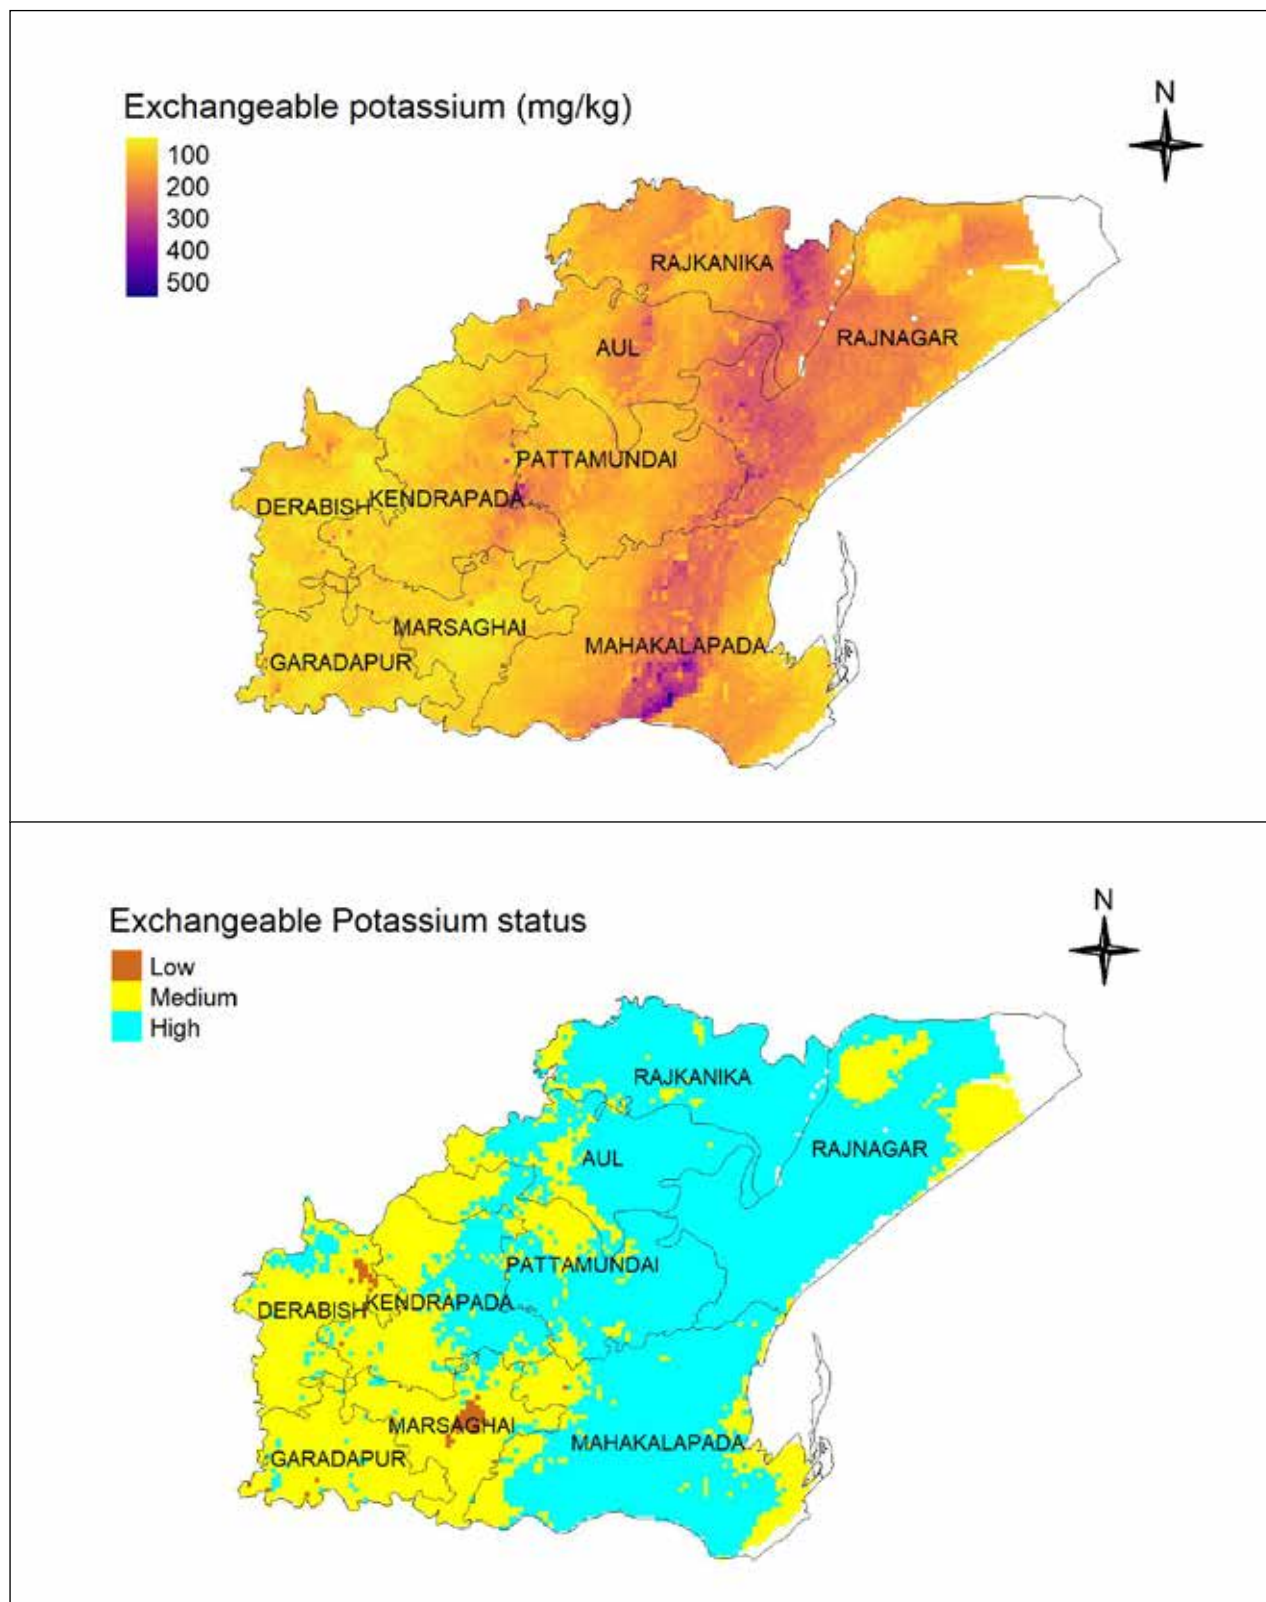 Exchangeable potassium (mg/kg)
N
100
200
300
400
500
RAJKANIKA
RAJNAGAR
AUL
PATTAMUNDAI
DERABISH
KENDRAPADA
MARSAGHAI
MAHAKALAPADA
GARADAPUR
Exchangeable Potassium status
N
Low
Medium
High
RAJKANIKA
RAJNAGAR
AUL
PATTAMUNDAI
DERABISH
KENDRAPADA
MARSAGHAI
MAHAKALAPADA
GARADAPUR